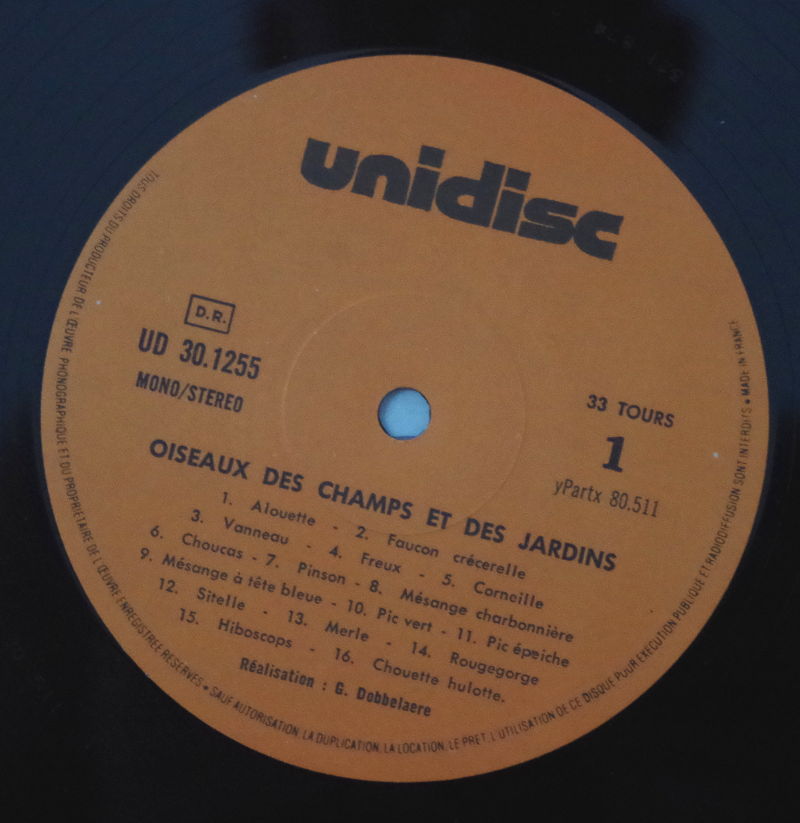 unidisc
D.R.
UD 30.1255
MONO/STEREO
33 TOURS
1
yPartx 80.511
OISEAUX DES CHAMPS ET DES JARDINS
1. Alouette - 2. Faucon crécerelle
3. Vanneau - 4. Freux - 5. Corneille
6. Choucas - 7. Pinson - 8. Mésange charbonnière
9. Mésange à tête bleue - 10. Pic vert - 11. Pic épeiche
12. Sitelle - 13. Merle - 14. Rougegorge
15. Hiboscops - 16. Chouette hulotte.
Réalisation : G. Dobbelaere
TOUS DROITS DU PRODUCTEUR DE L'ŒUVRE PHONOGRAPHIQUE ET DU PROPRIETAIRE DE L'ŒUVRE ENREGISTREE RESERVES • SAUF AUTORISATION, LA DUPLICATION, LA LOCATION, LE PRET, L'UTILISATION DE CE DISQUE POUR EXECUTION PUBLIQUE ET RADIODIFFUSION SONT INTERDITS • MADE IN FRANCE